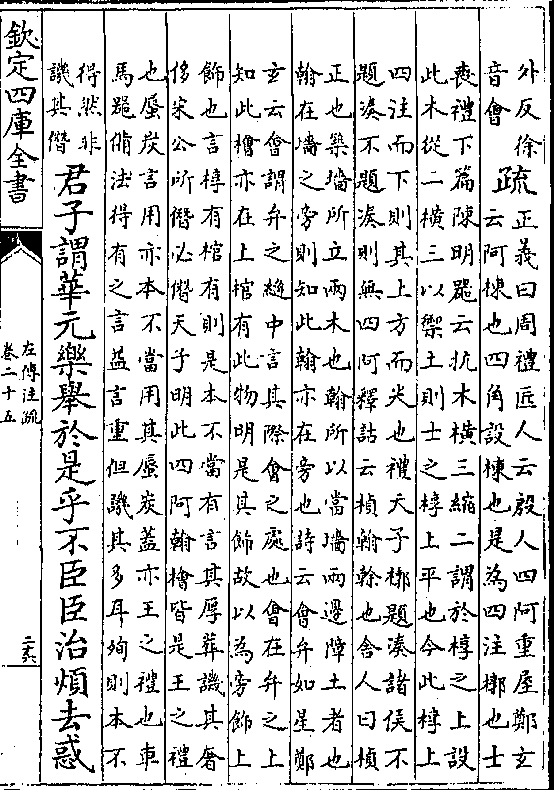 外反徐
音會
疏
正義曰周禮匠人云殷人四阿重屋鄭玄
云阿棟也四角設棟也是為四注槨也士
喪禮下篇陳明器云抗木橫三縮二謂於椁之上設
此木從二橫三以禦土則士之椁上平也今此椁上
四注而下則其上方而尖也禮天子槨題湊諸侯不
題湊不題湊則無四阿釋詁云楨翰榦也舍人曰楨
正也築墻所立兩木也翰所以當墻兩邊障土者也
翰在墻之旁則知此翰亦在旁也詩云會弁如星鄭
玄云會謂弁之縫中言其際會之處也會在弁之上
知此檜亦在上棺有此物明是其飾故以為旁飾上
飾也言椁有棺有則是本不當有言其厚葬譏其奢
侈宋公所僭必僭天子明此四阿翰檜皆是王之禮
也蜃炭言用亦本不當用其蜃炭蓋亦王之禮也車
馬器備法得有之言益言重但譏其多耳殉則本不
得然非
譏其僭
君子謂華元樂舉於是乎不臣臣治煩去惑
欽定四庫全書
左傳注疏
卷二十五
二六